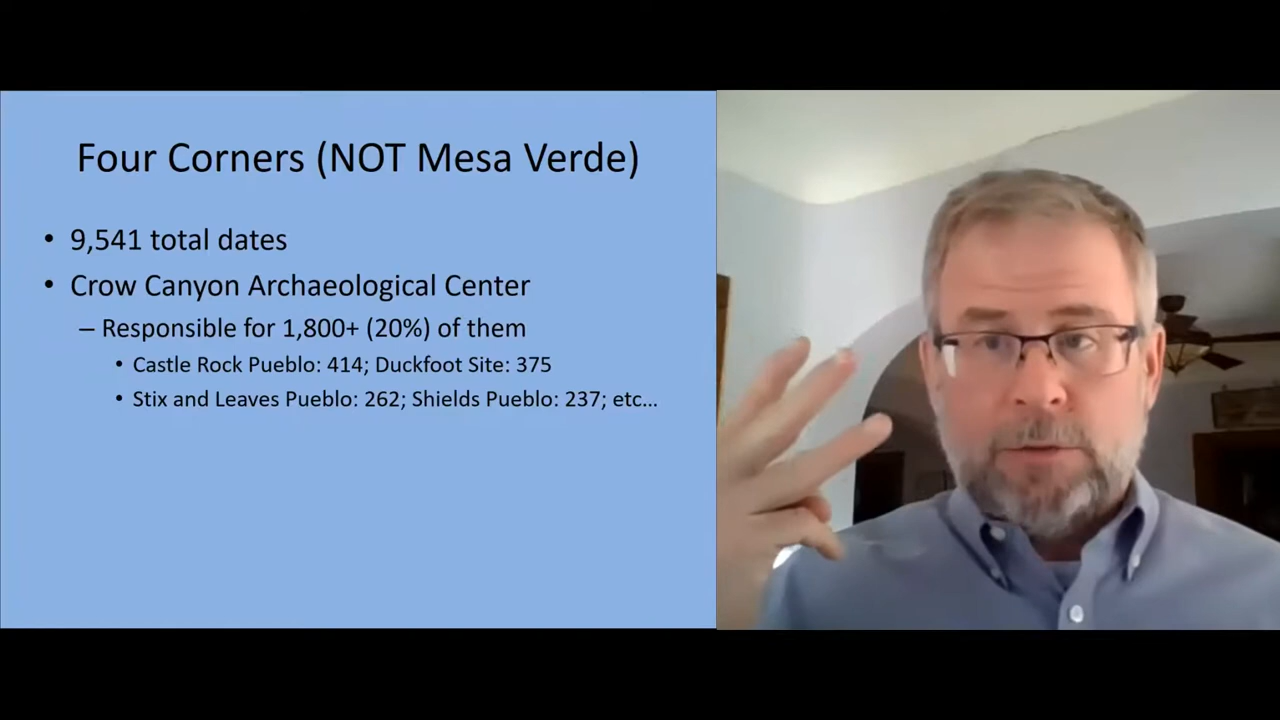 Four Corners (NOT Mesa Verde)
• 9,541 total dates
• Crow Canyon Archaeological Center
– Responsible for 1,800+ (20%) of them
• Castle Rock Pueblo: 414; Duckfoot Site: 375
• Stix and Leaves Pueblo: 262; Shields Pueblo: 237; etc...